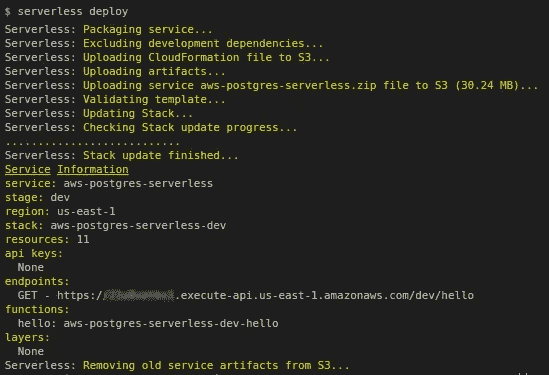 $ serverless deploy
Serverless: Packaging service...
Serverless: Excluding development dependencies...
Serverless: Uploading CloudFormation file to S3...
Serverless: Uploading artifacts...
Serverless: Uploading service aws-postgres-serverless.zip file to S3 (30.24 MB)...
Serverless: Validating template...
Serverless: Updating Stack...
Serverless: Checking Stack update progress...
...........................
Serverless: Stack update finished...
Service Information
service: aws-postgres-serverless
stage: dev
region: us-east-1
stack: aws-postgres-serverless-dev
resources: 11
api keys:
None
endpoints:
GET - https:/ .execute-api.us-east-1.amazonaws.com/dev/hello
functions:
hello: aws-postgres-serverless-dev-hello
layers:
None
Serverless: Removing old service artifacts from S3...